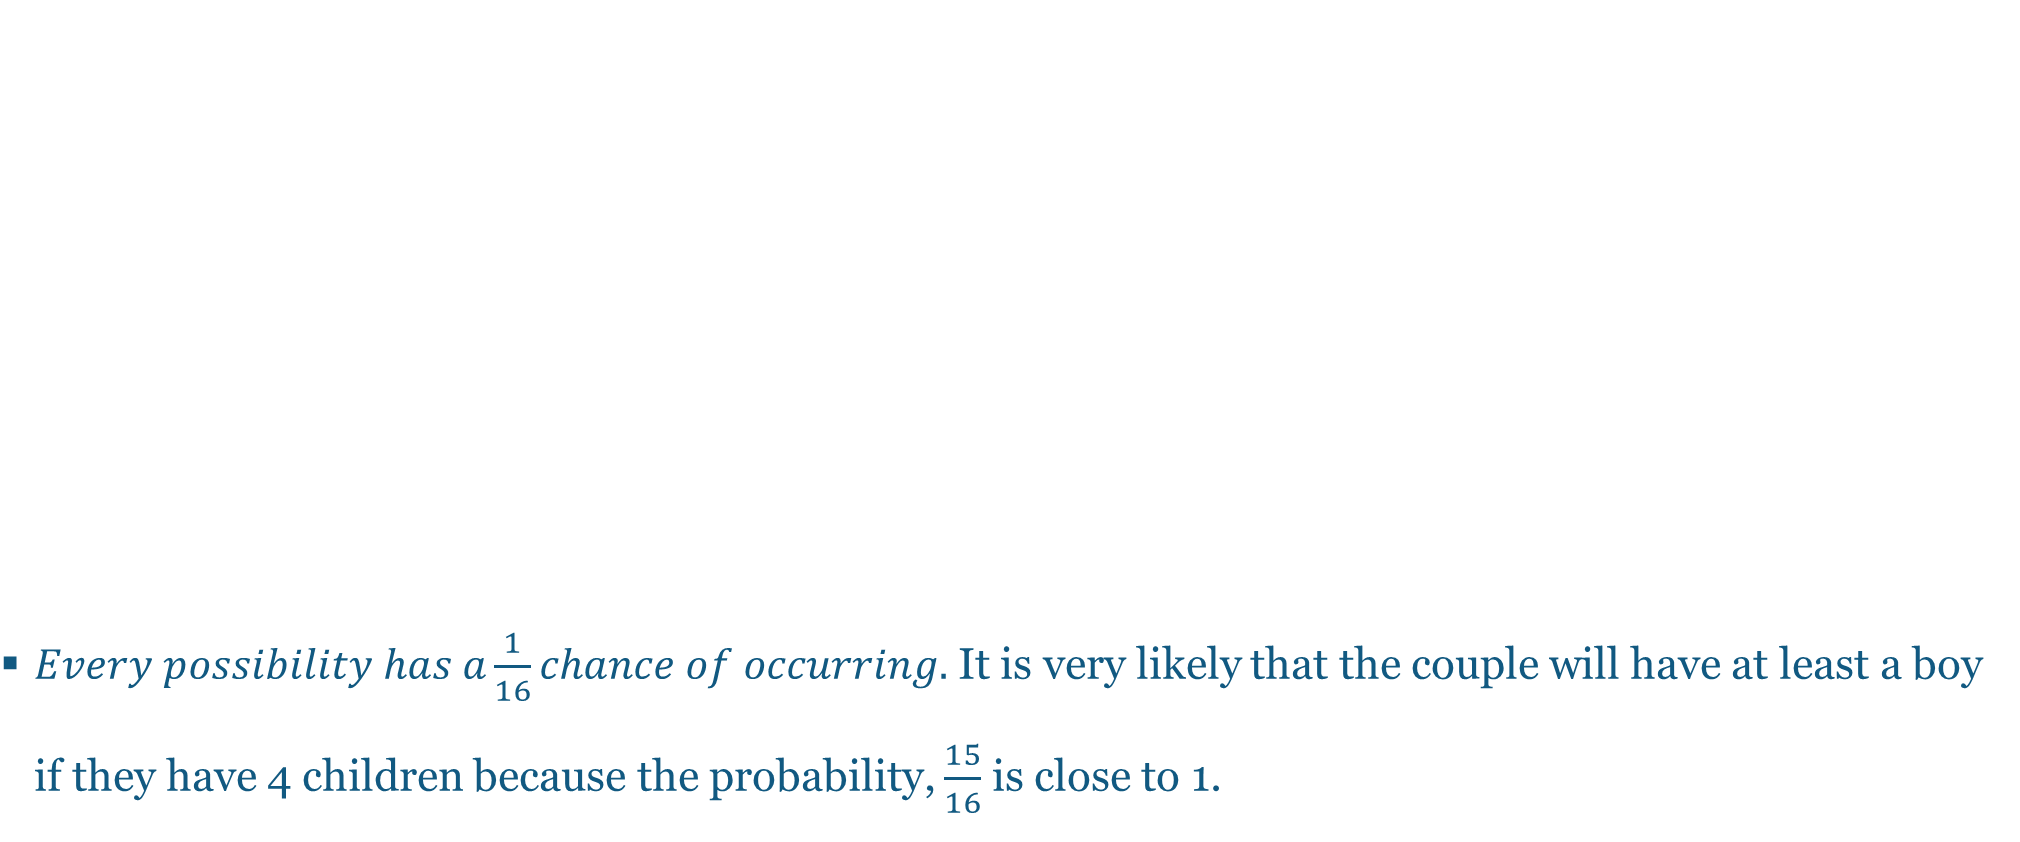 ▪ Every possibility has a 1/16 chance of occurring. It is very likely that the couple will have at least a boy
if they have 4 children because the probability, 15/16 is close to 1.